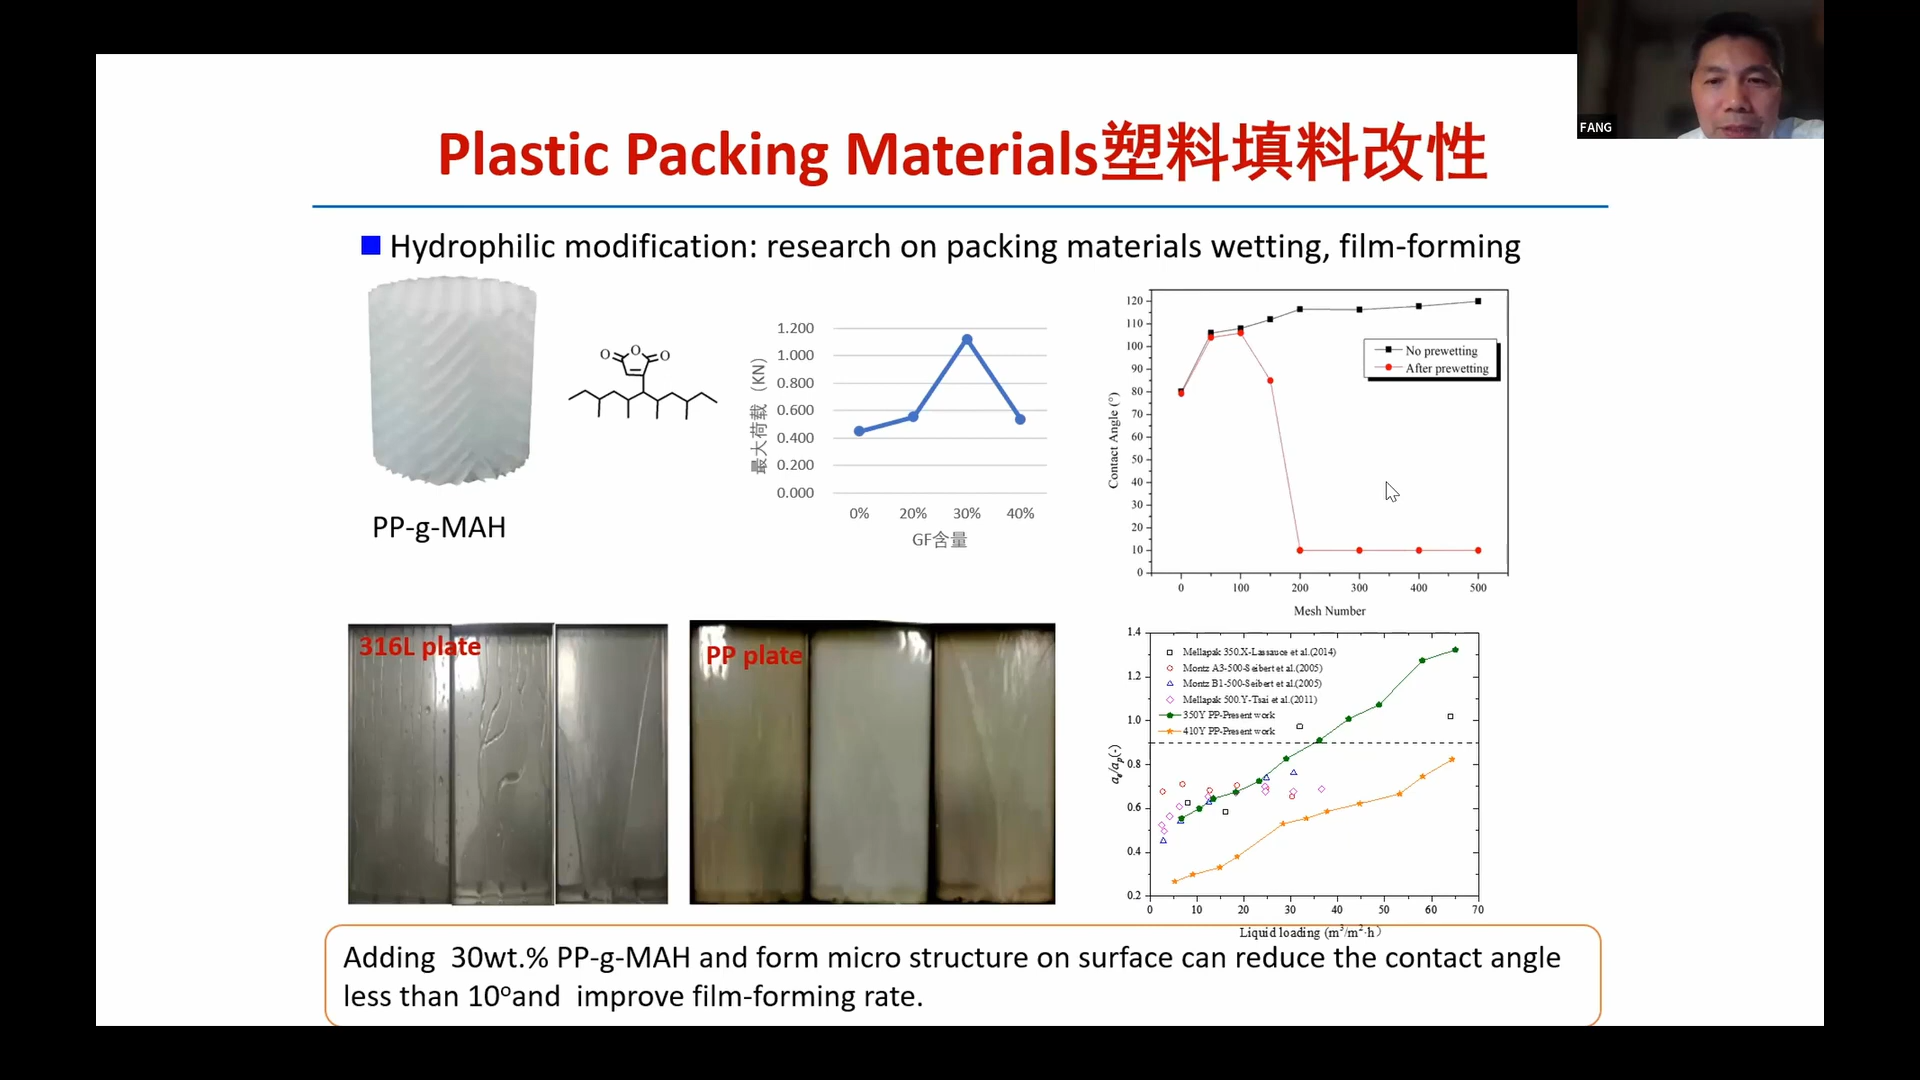 FANG
Plastic Packing Materials塑料填料改性
Hydrophilic modification: research on packing materials wetting, film-forming
PP-g-MAH
O
O
O
最大荷载（KN）
1.200
1.000
0.800
0.600
0.400
0.200
0.000
0% 20% 30% 40%
GF含量
Contact Angle (°)
120
110
100
90
80
70
60
50
40
30
20
10
0
No prewetting
After prewetting
0 100 200 300 400 500
Mesh Number
316L plate
PP plate
ae/ap(-)
1.4
1.2
1.0
0.8
0.6
0.4
0.2
Mellapak 350.X-Lassauce et al.(2014)
Montz A3-500-Seibert et al.(2005)
Montz B1-500-Seibert et al.(2005)
Mellapak 500.Y-Tsai et al.(2011)
350Y PP-Present work
410Y PP-Present work
0 10 20 30 40 50 60 70
Liquid loading (m³/m²·h)
Adding 30wt.% PP-g-MAH and form micro structure on surface can reduce the contact angle
less than 10ºand improve film-forming rate.